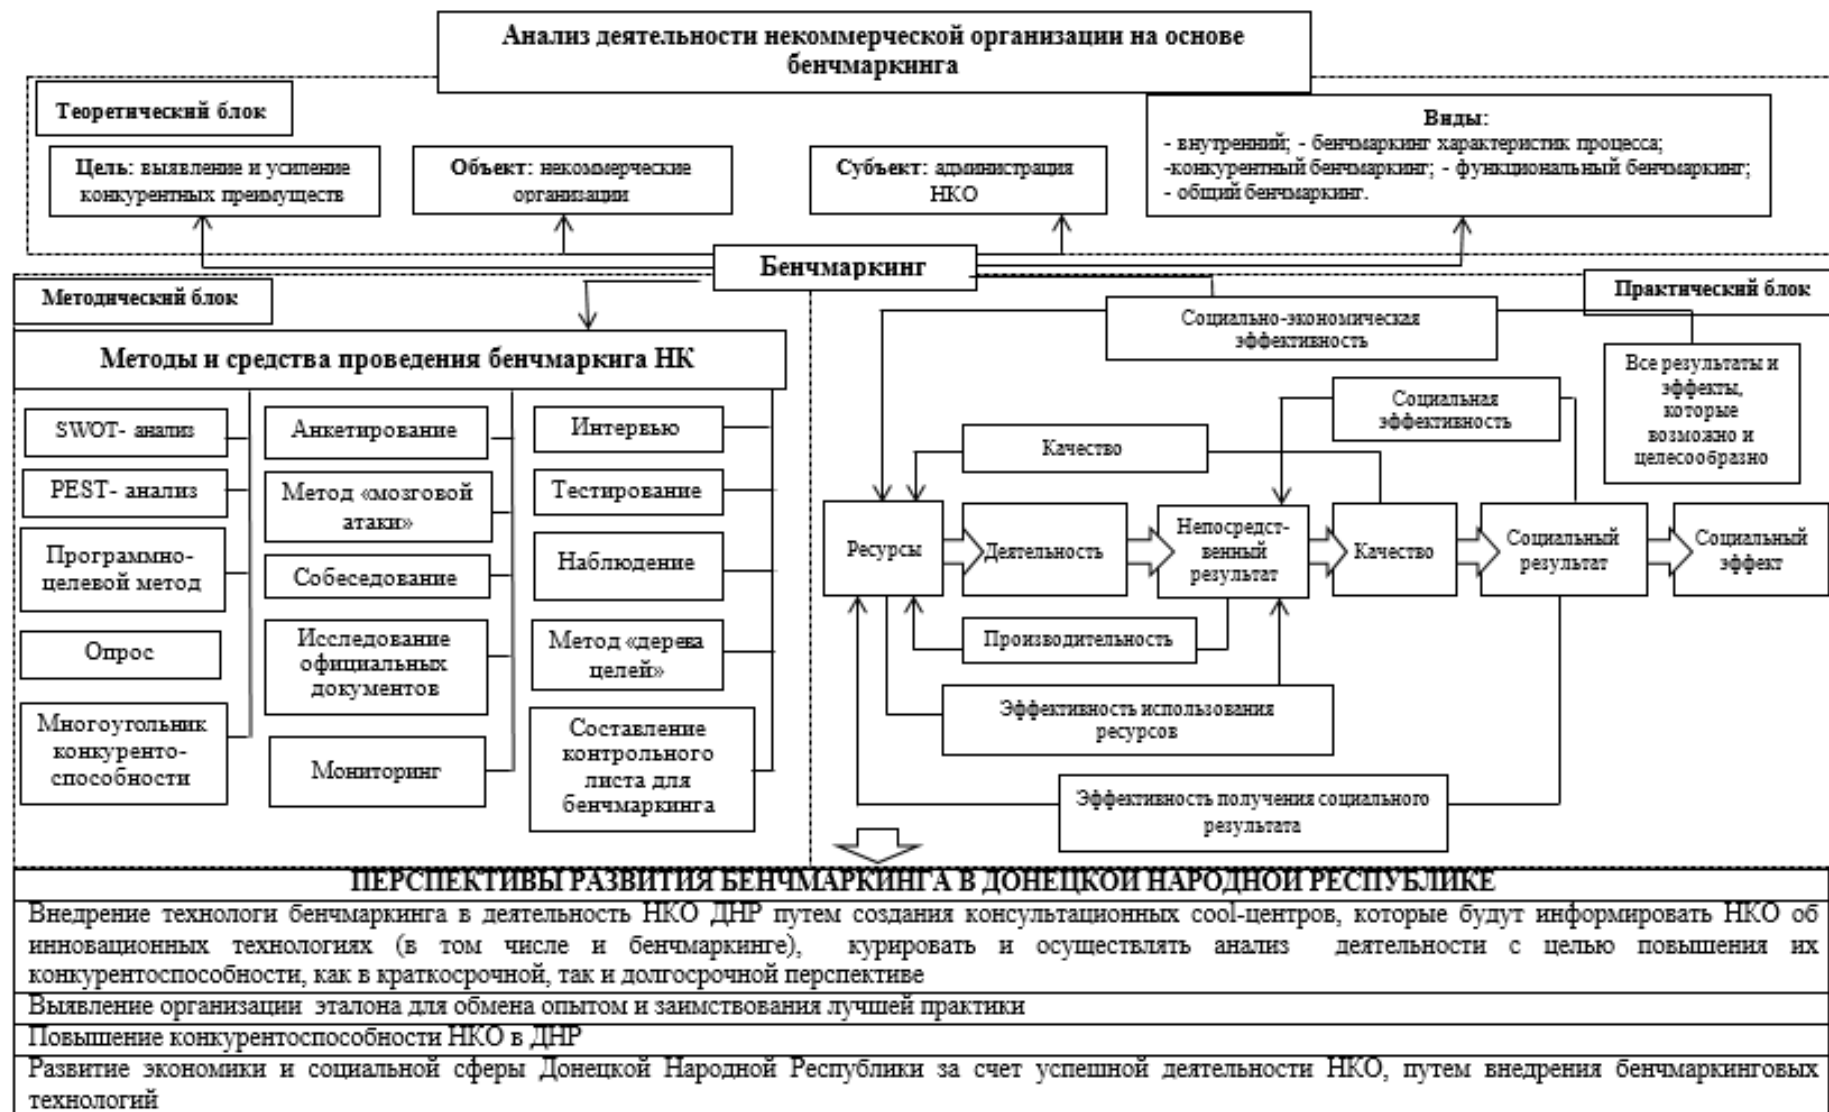 Анализ деятельности некоммерческой организации на основе
бенчмаркинга
Теоретический блок
Цель: выявление и усиление
конкурентных преимуществ
Объект: некоммерческие
организации
Субъект: администрация
НКО
Виды:
- внутренний; - бенчмаркинг характеристик процесса;
-конкурентный бенчмаркинг; - функциональный бенчмаркинг;
- общий бенчмаркинг.
Бенчмаркинг
Методический блок
Методы и средства проведения бенчмаркига НК
SWOT- анализ
PEST- анализ
Программно-
целевой метод
Опрос
Многоугольник
конкуренто-
способности
Анкетирование
Метод «мозговой
атаки»
Собеседование
Исследование
официальных
документов
Мониторинг
Интервью
Тестирование
Наблюдение
Метод «дерева
целей»
Составление
контрольного
листа для
бенчмаркинга
Практический блок
Социально-экономическая
эффективность
Все результаты и
эффекты,
которые
возможно и
целесообразно
Социальная
эффективность
Качество
Ресурсы
Деятельность
Непосредст-
венный
результат
Качество
Социальный
результат
Социальный
эффект
Производительность
Эффективность использования
ресурсов
Эффективность получения социального
результата
ПЕРСПЕКТИВЫ РАЗВИТИЯ БЕНЧМАРКИНГА В ДОНЕЦКОЙ НАРОДНОЙ РЕСПУБЛИКЕ
Внедрение технологи бенчмаркинга в деятельность НКО ДНР путем создания консультационных cool-центров, которые будут информировать НКО об
инновационных технологиях (в том числе и бенчмаркинге), курировать и осуществлять анализ деятельности с целью повышения их
конкурентоспособности, как в краткосрочной, так и долгосрочной перспективе
Выявление организации эталона для обмена опытом и заимствования лучшей практики
Повышение конкурентоспособности НКО в ДНР
Развитие экономики и социальной сферы Донецкой Народной Республики за счет успешной деятельности НКО, путем внедрения бенчмаркинговых
технологий